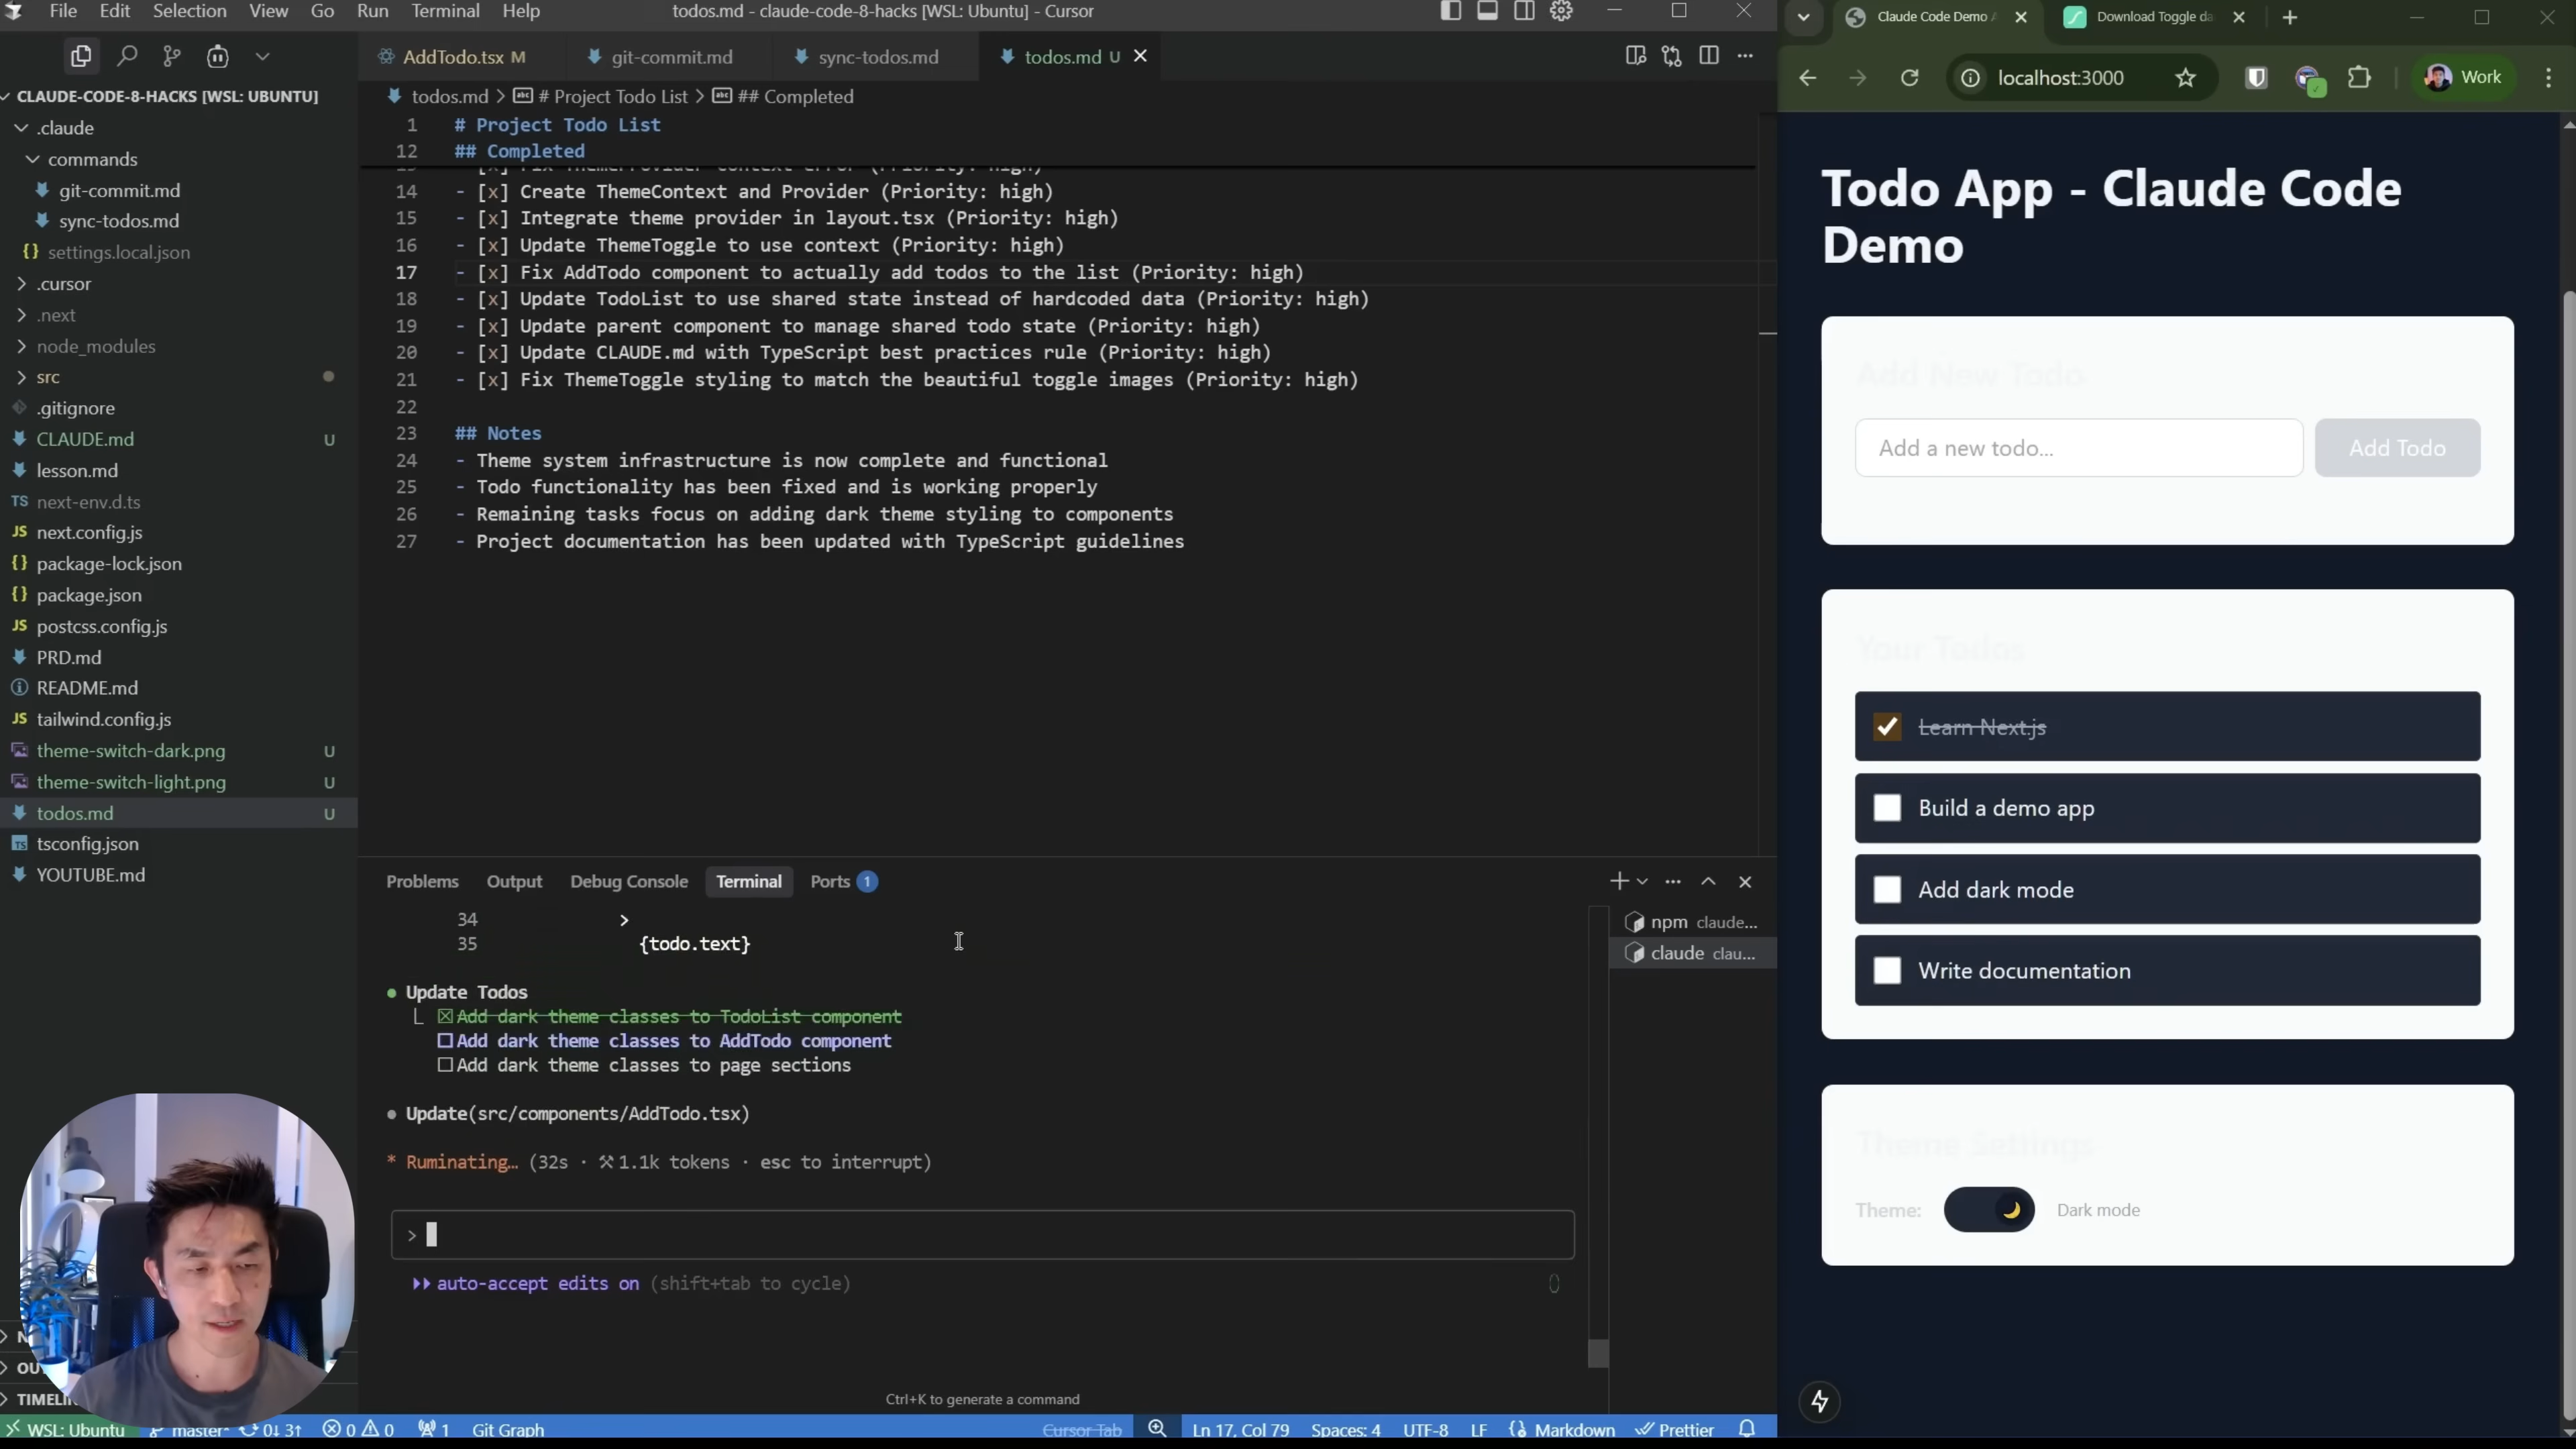 File Edit Selection View Go Run Terminal Help
todos.md - claude-code-8-hacks [WSL: Ubuntu] - Cursor
CLAUDE-CODE-8-HACKS [WSL: UBUNTU]
.claude
commands
git-commit.md
sync-todos.md
{} settings.local.json
.cursor
.next
node_modules
src
.gitignore
CLAUDE.md U
lesson.md
TS next-env.d.ts
JS next.config.js
{} package-lock.json
{} package.json
JS postcss.config.js
PRD.md
README.md
JS tailwind.config.js
theme-switch-dark.png U
theme-switch-light.png U
todos.md U
TS tsconfig.json
YOUTUBE.md
TIMELIN
AddTodo.tsx M
git-commit.md
sync-todos.md
todos.md U
todos.md > abc # Project Todo List > abc ## Completed
1 # Project Todo List
12 ## Completed
14 - [x] Create ThemeContext and Provider (Priority: high)
15 - [x] Integrate theme provider in layout.tsx (Priority: high)
16 - [x] Update ThemeToggle to use context (Priority: high)
17 - [x] Fix AddTodo component to actually add todos to the list (Priority: high)
18 - [x] Update TodoList to use shared state instead of hardcoded data (Priority: high)
19 - [x] Update parent component to manage shared todo state (Priority: high)
20 - [x] Update CLAUDE.md with TypeScript best practices rule (Priority: high)
21 - [x] Fix ThemeToggle styling to match the beautiful toggle images (Priority: high)
22
23 ## Notes
24 - Theme system infrastructure is now complete and functional
25 - Todo functionality has been fixed and is working properly
26 - Remaining tasks focus on adding dark theme styling to components
27 - Project documentation has been updated with TypeScript guidelines
Problems Output Debug Console Terminal Ports 1
34 >
35 {todo.text}
Update Todos
Add dark theme classes to TodoList component
Add dark theme classes to AddTodo component
Add dark theme classes to page sections
Update(src/components/AddTodo.tsx)
* Ruminating… (32s · 1.1k tokens · esc to interrupt)
>
auto-accept edits on (shift+tab to cycle)
Ctrl+K to generate a command
npm claude...
claude clau...
WSL: Ubuntu master* 0↓ 3↑ 0 0 1 Git Graph
Cursor Tab Ln 17, Col 79 Spaces: 4 UTF-8 LF {} Markdown Prettier
Claude Code Demo
Download Toggle da
localhost:3000
Work
Todo App - Claude Code
Demo
Add New Todo
Add a new todo...
Add Todo
Your Todos
Learn Next.js
Build a demo app
Add dark mode
Write documentation
Theme Settings
Theme: Dark mode